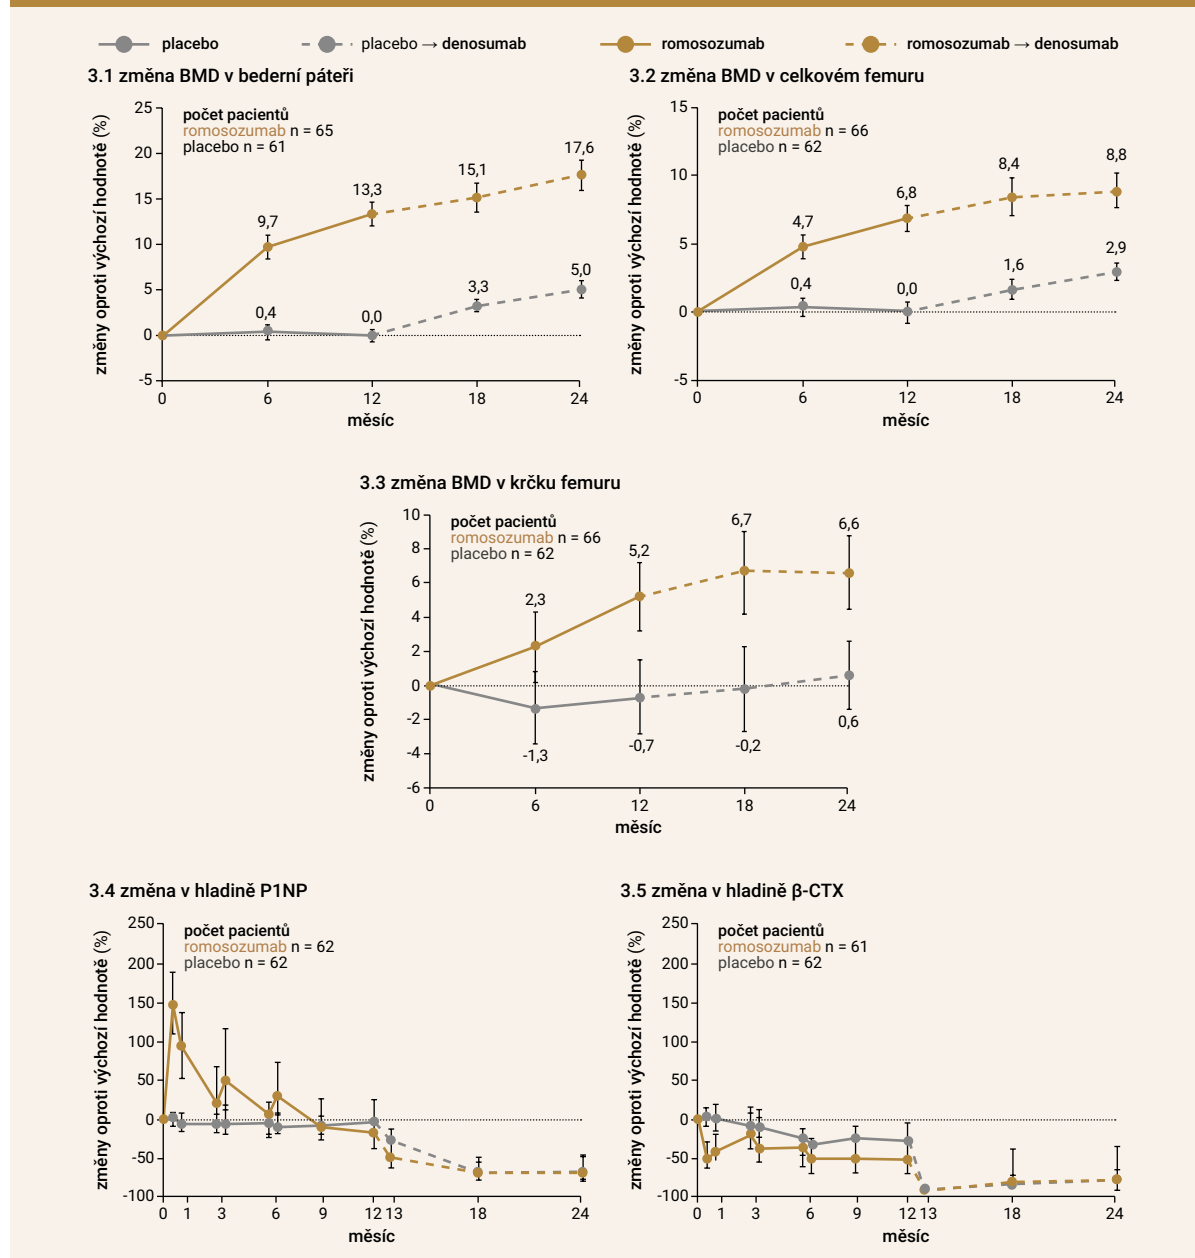 placebo placebo → denosumab romosozumab romosozumab → denosumab
3.1 změna BMD v bederní páteři
změny oproti výchozí hodnotě (%)
25
20
15
10
5
0
-5
počet pacientů
romosozumab n = 65
placebo n = 61
9,7
13,3
15,1
17,6
0,4
0,0
3,3
5,0
0 6 12 18 24
měsíc
3.2 změna BMD v celkovém femuru
změny oproti výchozí hodnotě (%)
15
10
5
0
-5
počet pacientů
romosozumab n = 66
placebo n = 62
4,7
6,8
8,4
8,8
0,4
0,0
1,6
2,9
0 6 12 18 24
měsíc
3.3 změna BMD v krčku femuru
změny oproti výchozí hodnotě (%)
10
8
6
4
2
0
-2
-4
-6
počet pacientů
romosozumab n = 66
placebo n = 62
2,3
5,2
6,7
6,6
-1,3
-0,7
-0,2
0,6
0 6 12 18 24
měsíc
3.4 změna v hladině P1NP
změny oproti výchozí hodnotě (%)
250
200
150
100
50
0
-50
-100
počet pacientů
romosozumab n = 62
placebo n = 62
0 1 3 6 9 12 13 18 24
měsíc
3.5 změna v hladině β-CTX
změny oproti výchozí hodnotě (%)
250
200
150
100
50
0
-50
-100
počet pacientů
romosozumab n = 61
placebo n = 62
0 1 3 6 9 12 13 18 24
měsíc